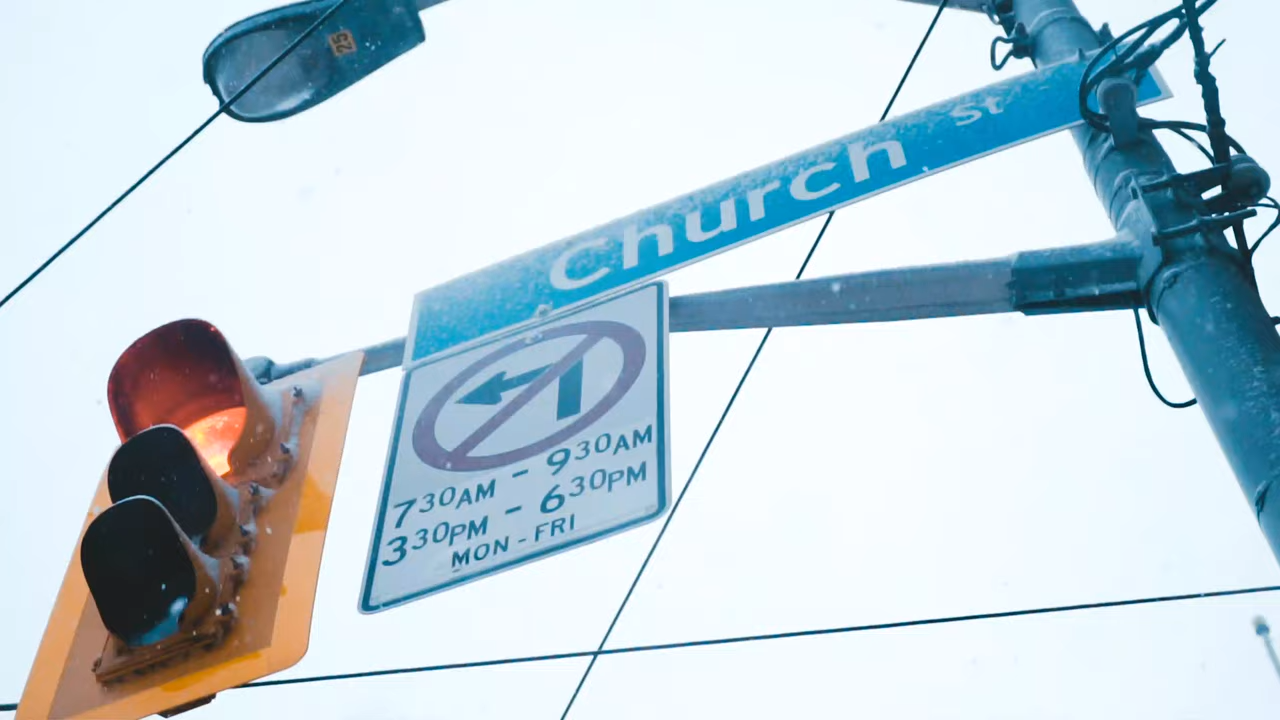 25
Church St
730AM - 930AM
330PM - 630PM
MON - FRI